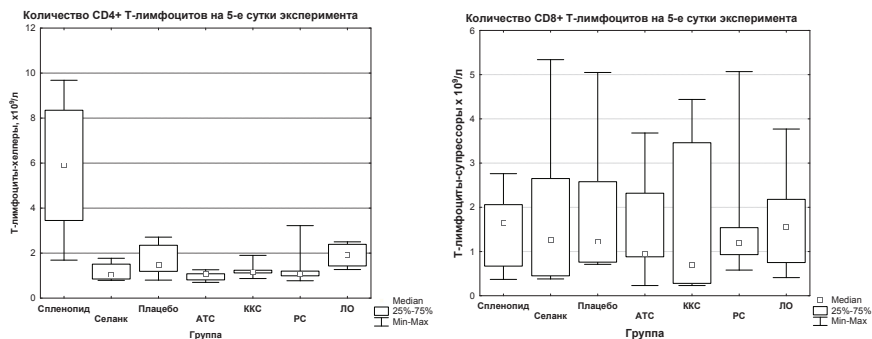 Количество CD4+ Т-лимфоцитов на 5-е сутки эксперимента
Т-лимфоциты-хелперы, х10⁹/л
12
10
8
6
4
2
0
Спленопид
Селанк
Плацебо
АТС
ККС
РС
ЛО
Группа
Median
25%-75%
Min-Max
Количество CD8+ Т-лимфоцитов на 5-е сутки эксперимента
Т-лимфоциты-супрессоры х 10⁹/л
6
5
4
3
2
1
0
Спленопид
Селанк
Плацебо
АТС
ККС
РС
ЛО
Группа
Median
25%-75%
Min-Max